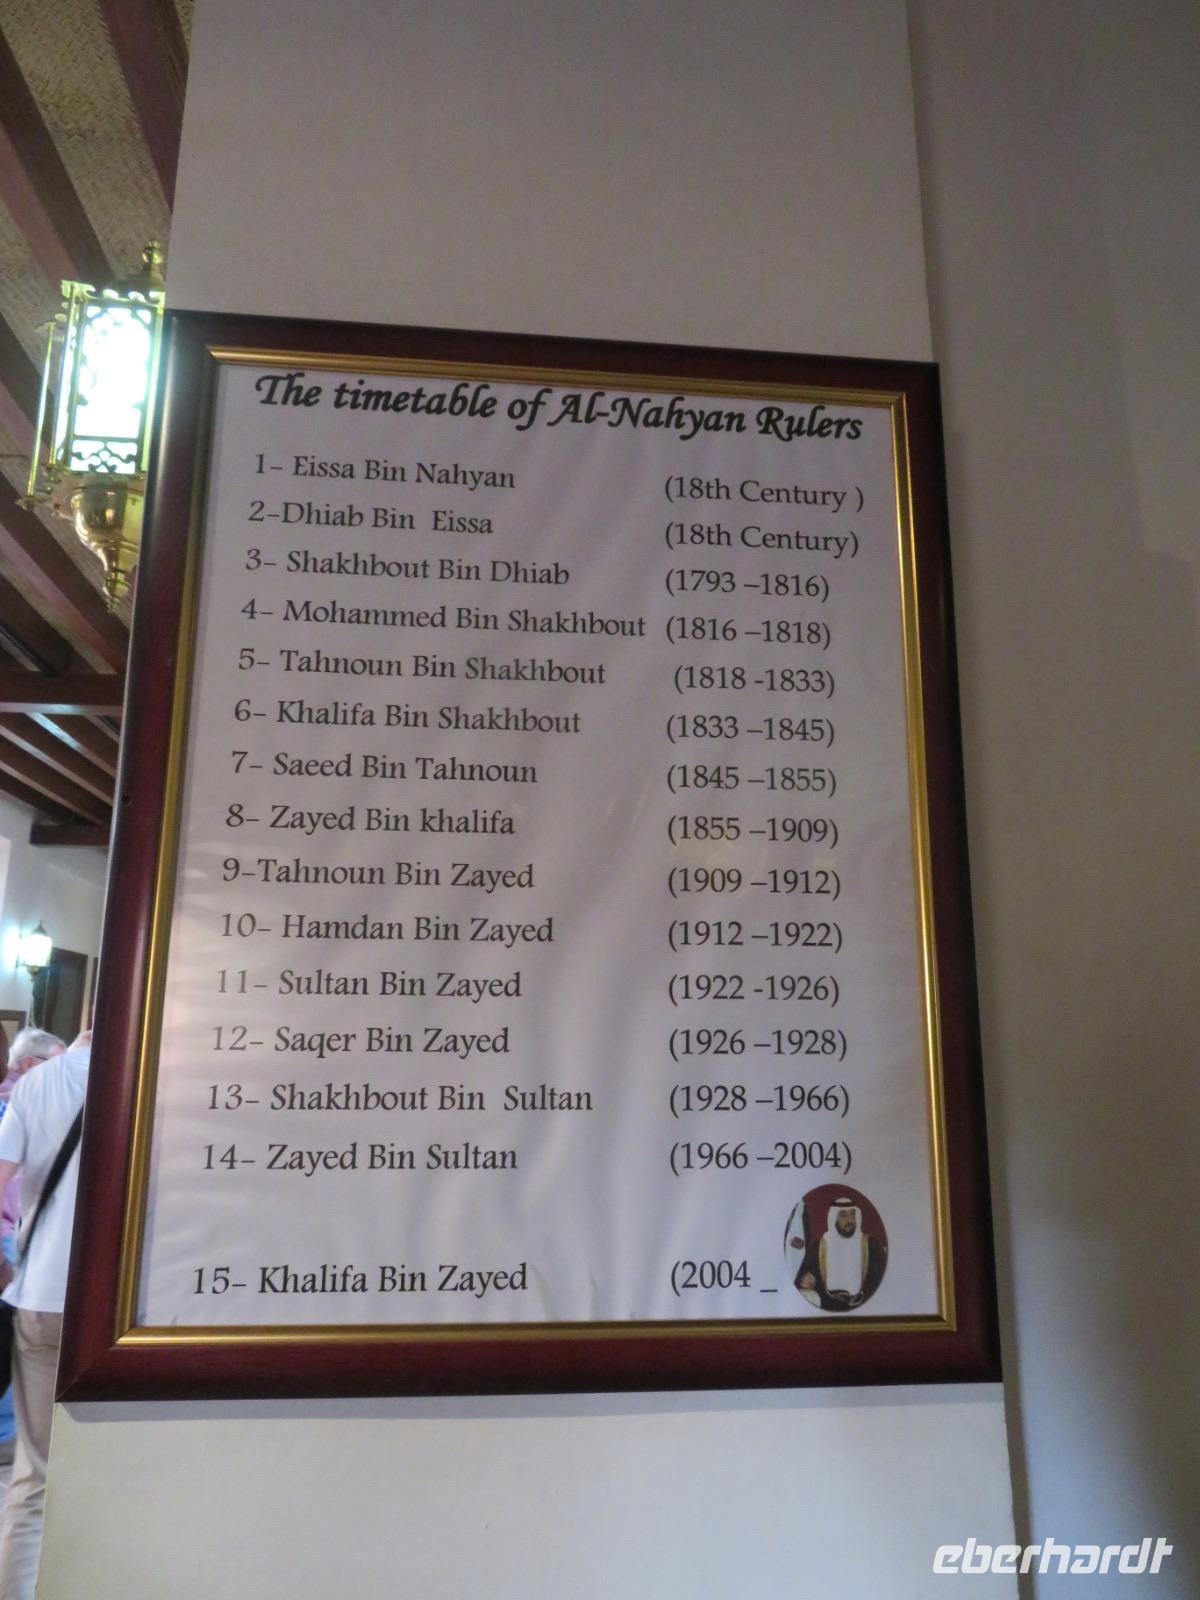 The timetable of Al-Nahyan Rulers
1- Eissa Bin Nahyan (18th Century )
2-Dhiab Bin Eissa (18th Century)
3- Shakhbout Bin Dhiab (1793 –1816)
4- Mohammed Bin Shakhbout (1816 –1818)
5- Tahnoun Bin Shakhbout (1818 -1833)
6- Khalifa Bin Shakhbout (1833 –1845)
7- Saeed Bin Tahnoun (1845 –1855)
8- Zayed Bin khalifa (1855 –1909)
9-Tahnoun Bin Zayed (1909 –1912)
10- Hamdan Bin Zayed (1912 –1922)
11- Sultan Bin Zayed (1922 -1926)
12- Saqer Bin Zayed (1926 –1928)
13- Shakhbout Bin Sultan (1928 –1966)
14- Zayed Bin Sultan (1966 –2004)
15- Khalifa Bin Zayed (2004 _
eberhardt